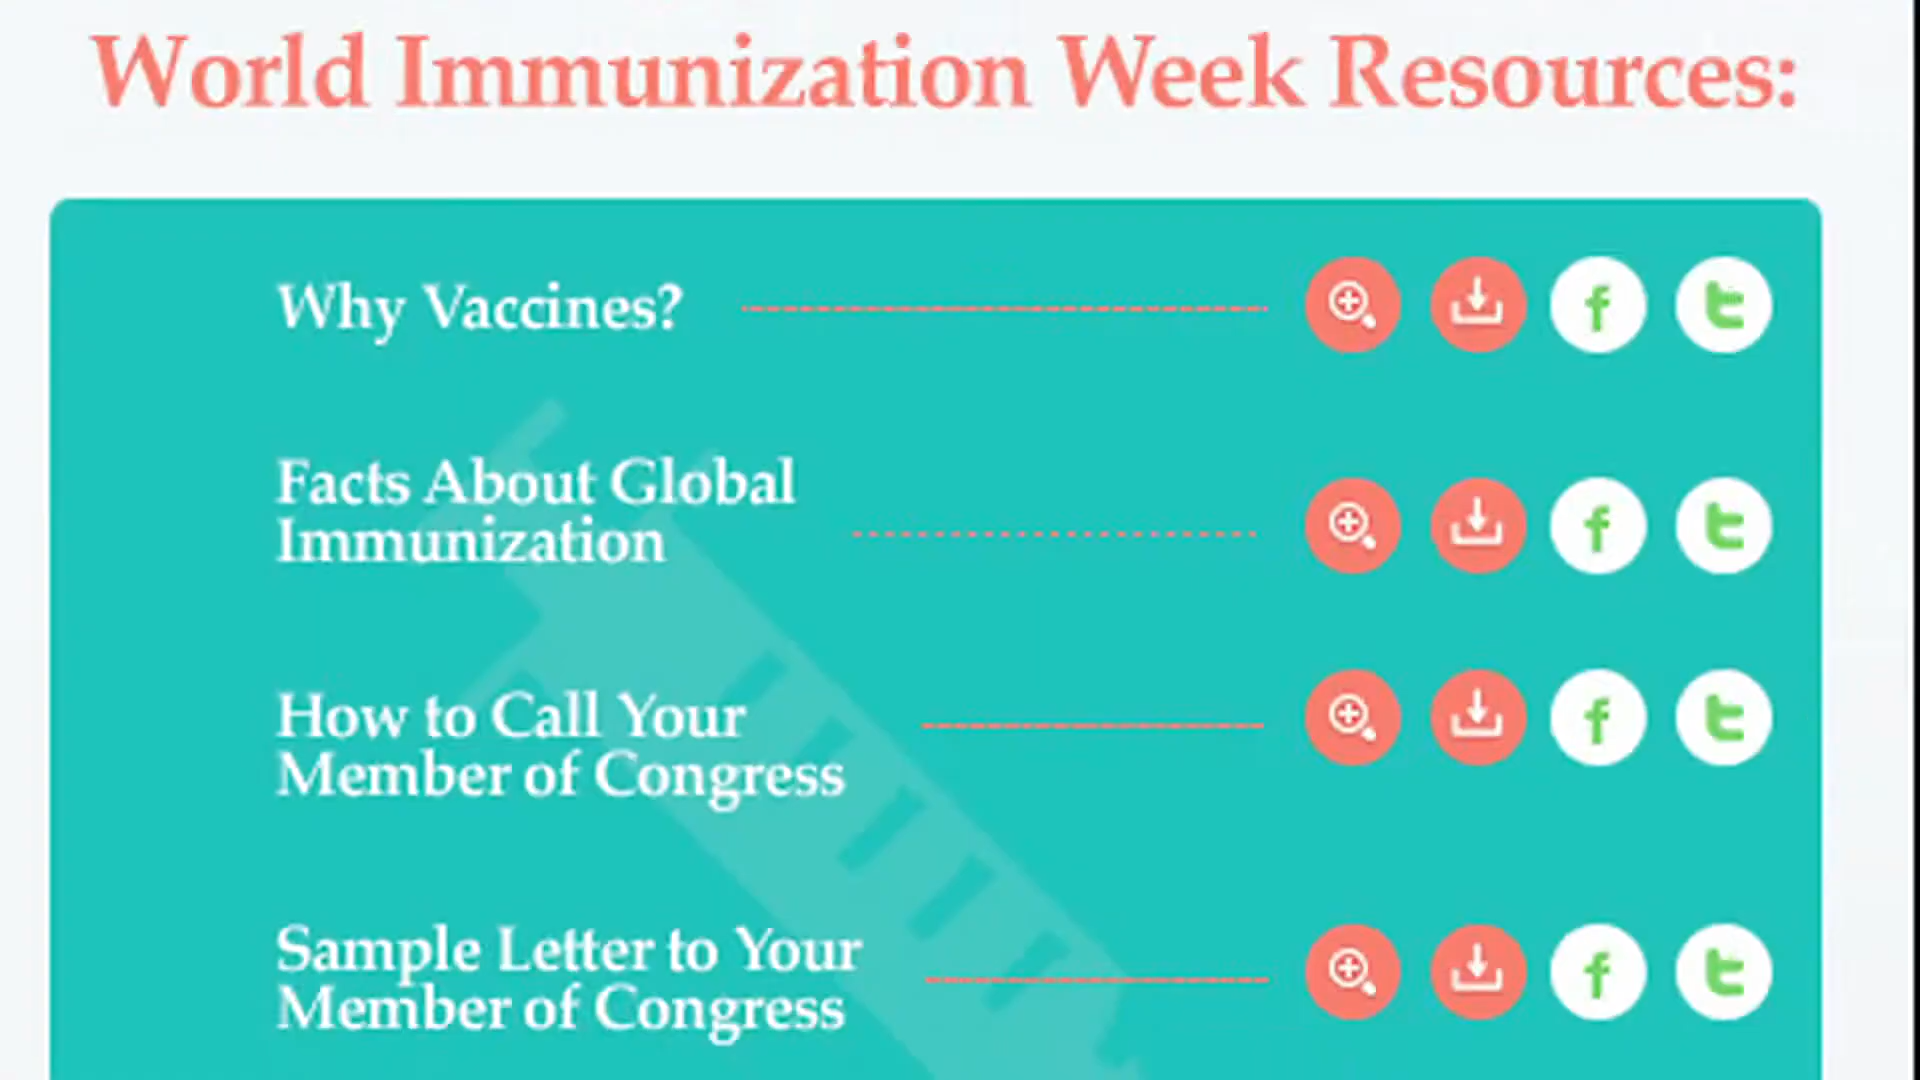 World Immunization Week Resources:
Why Vaccines?
Facts About Global
Immunization
How to Call Your
Member of Congress
Sample Letter to Your
Member of Congress